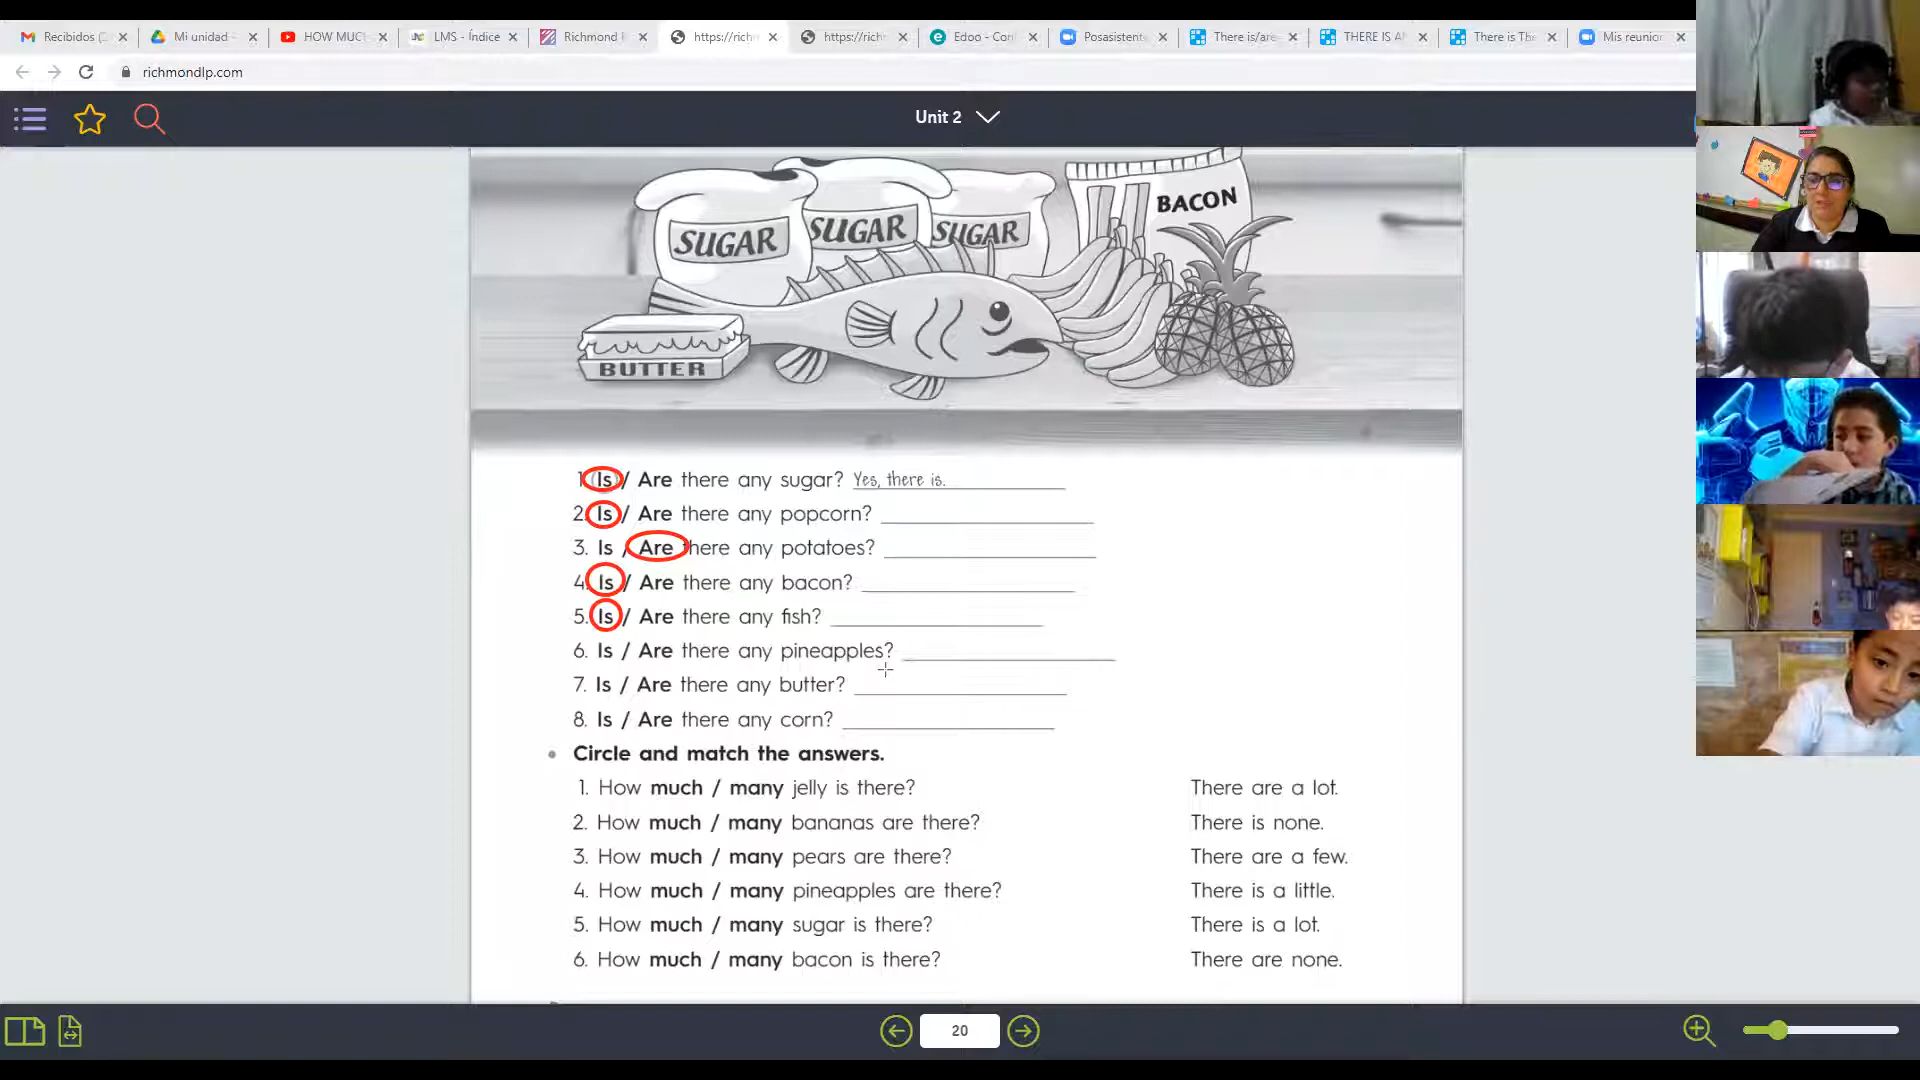 Recibidos (
Mi unidad -
HOW MUCH
LMS - Índice
Richmond
https://richm
https://richm
Edoo - Con
Posasistente
There is/are
THERE IS A
There is The
Mis reunio
richmondlp.com
Unit 2
SUGAR
SUGAR
SUGAR
BACON
BUTTER
1. Is / Are there any sugar? Yes, there is.
2. Is / Are there any popcorn?
3. Is / Are there any potatoes?
4. Is / Are there any bacon?
5. Is / Are there any fish?
6. Is / Are there any pineapples?
7. Is / Are there any butter?
8. Is / Are there any corn?
• Circle and match the answers.
1. How much / many jelly is there? There are a lot.
2. How much / many bananas are there? There is none.
3. How much / many pears are there? There are a few.
4. How much / many pineapples are there? There is a little.
5. How much / many sugar is there? There is a lot.
6. How much / many bacon is there? There are none.
20